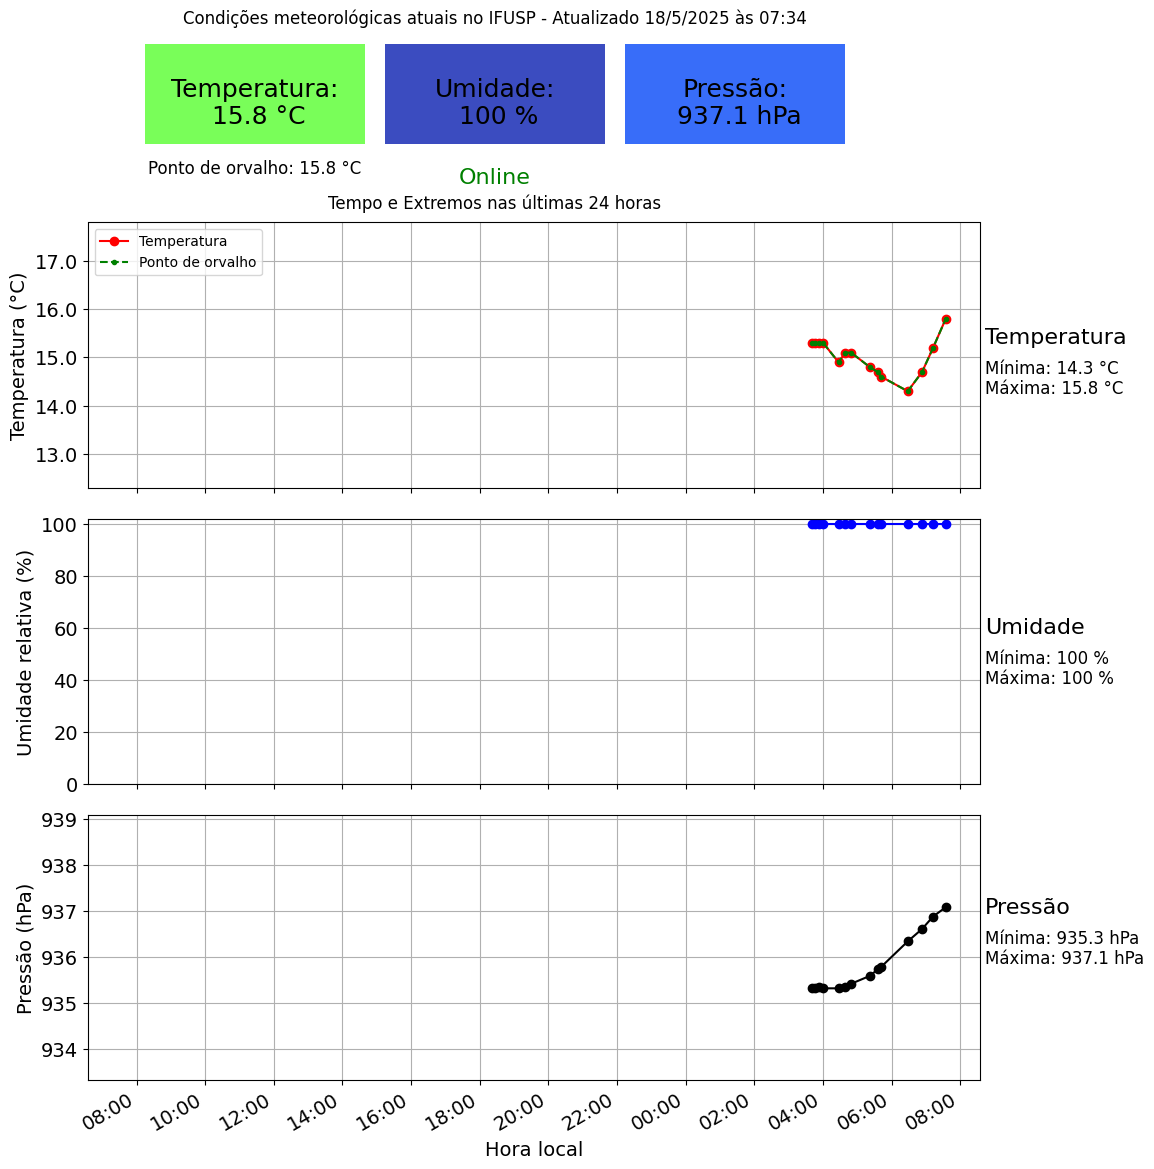 Condições meteorológicas atuais no IFUSP - Atualizado 18/5/2025 às 07:34
Temperatura:
15.8 °C
Umidade:
100 %
Pressão:
937.1 hPa
Ponto de orvalho: 15.8 °C
Online
Tempo e Extremos nas últimas 24 horas
Temperatura
Ponto de orvalho
Temperatura (°C)
17.0
16.0
15.0
14.0
13.0
Temperatura
Mínima: 14.3 °C
Máxima: 15.8 °C
Umidade relativa (%)
100
80
60
40
20
0
Umidade
Mínima: 100 %
Máxima: 100 %
Pressão (hPa)
939
938
937
936
935
934
Pressão
Mínima: 935.3 hPa
Máxima: 937.1 hPa
08:00 10:00 12:00 14:00 16:00 18:00 20:00 22:00 00:00 02:00 04:00 06:00 08:00
Hora local